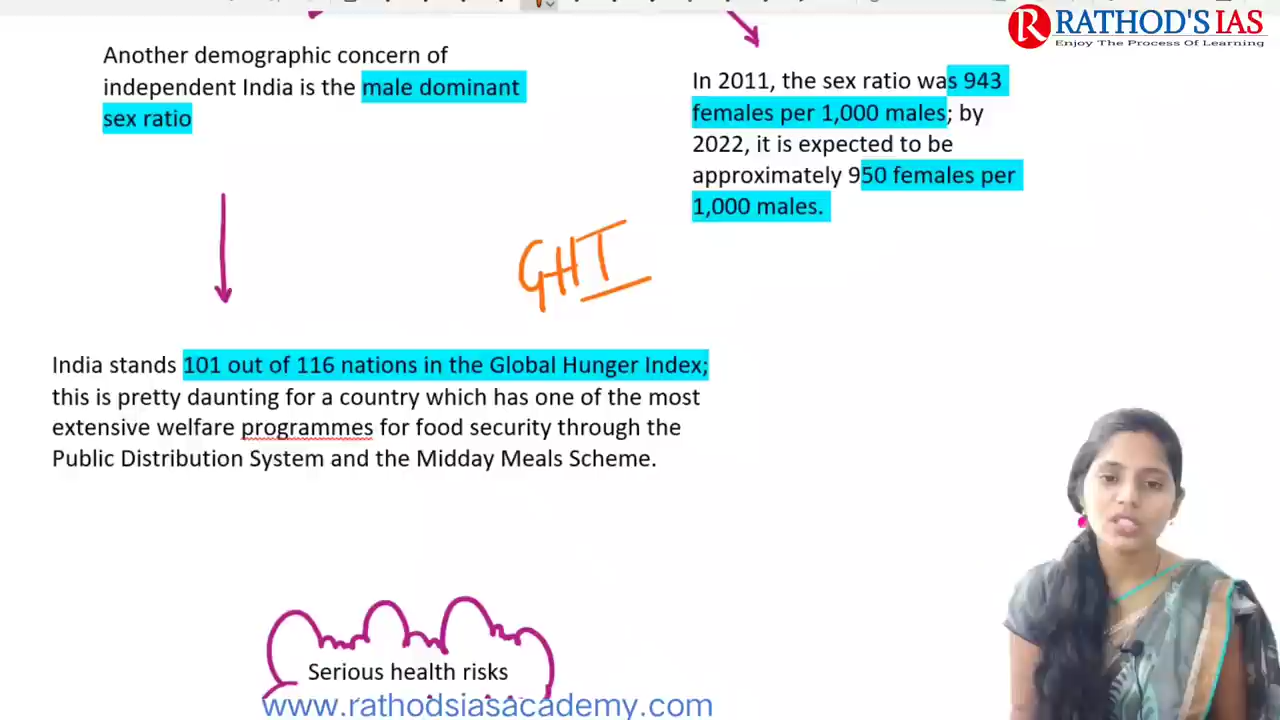 RATHOD'S IAS
Enjoy The Process Of Learning
R
Another demographic concern of
independent India is the male dominant
sex ratio
In 2011, the sex ratio was 943
females per 1,000 males; by
2022, it is expected to be
approximately 950 females per
1,000 males.
GHI
India stands 101 out of 116 nations in the Global Hunger Index;
this is pretty daunting for a country which has one of the most
extensive welfare programmes for food security through the
Public Distribution System and the Midday Meals Scheme.
Serious health risks
www.rathodsiasacademy.com